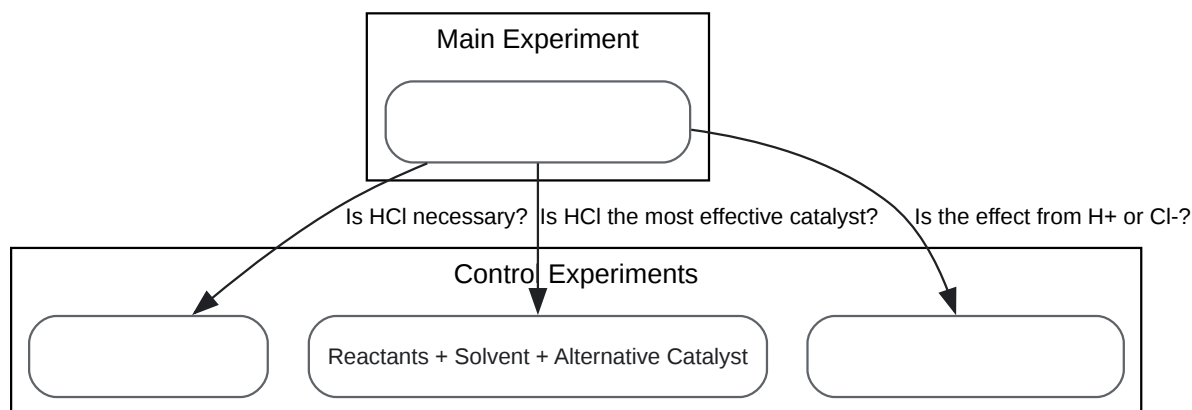 Main Experiment
Is HCl necessary?
Is HCl the most effective catalyst?
Is the effect from H+ or Cl-?
Control Experiments
Reactants + Solvent + Alternative Catalyst